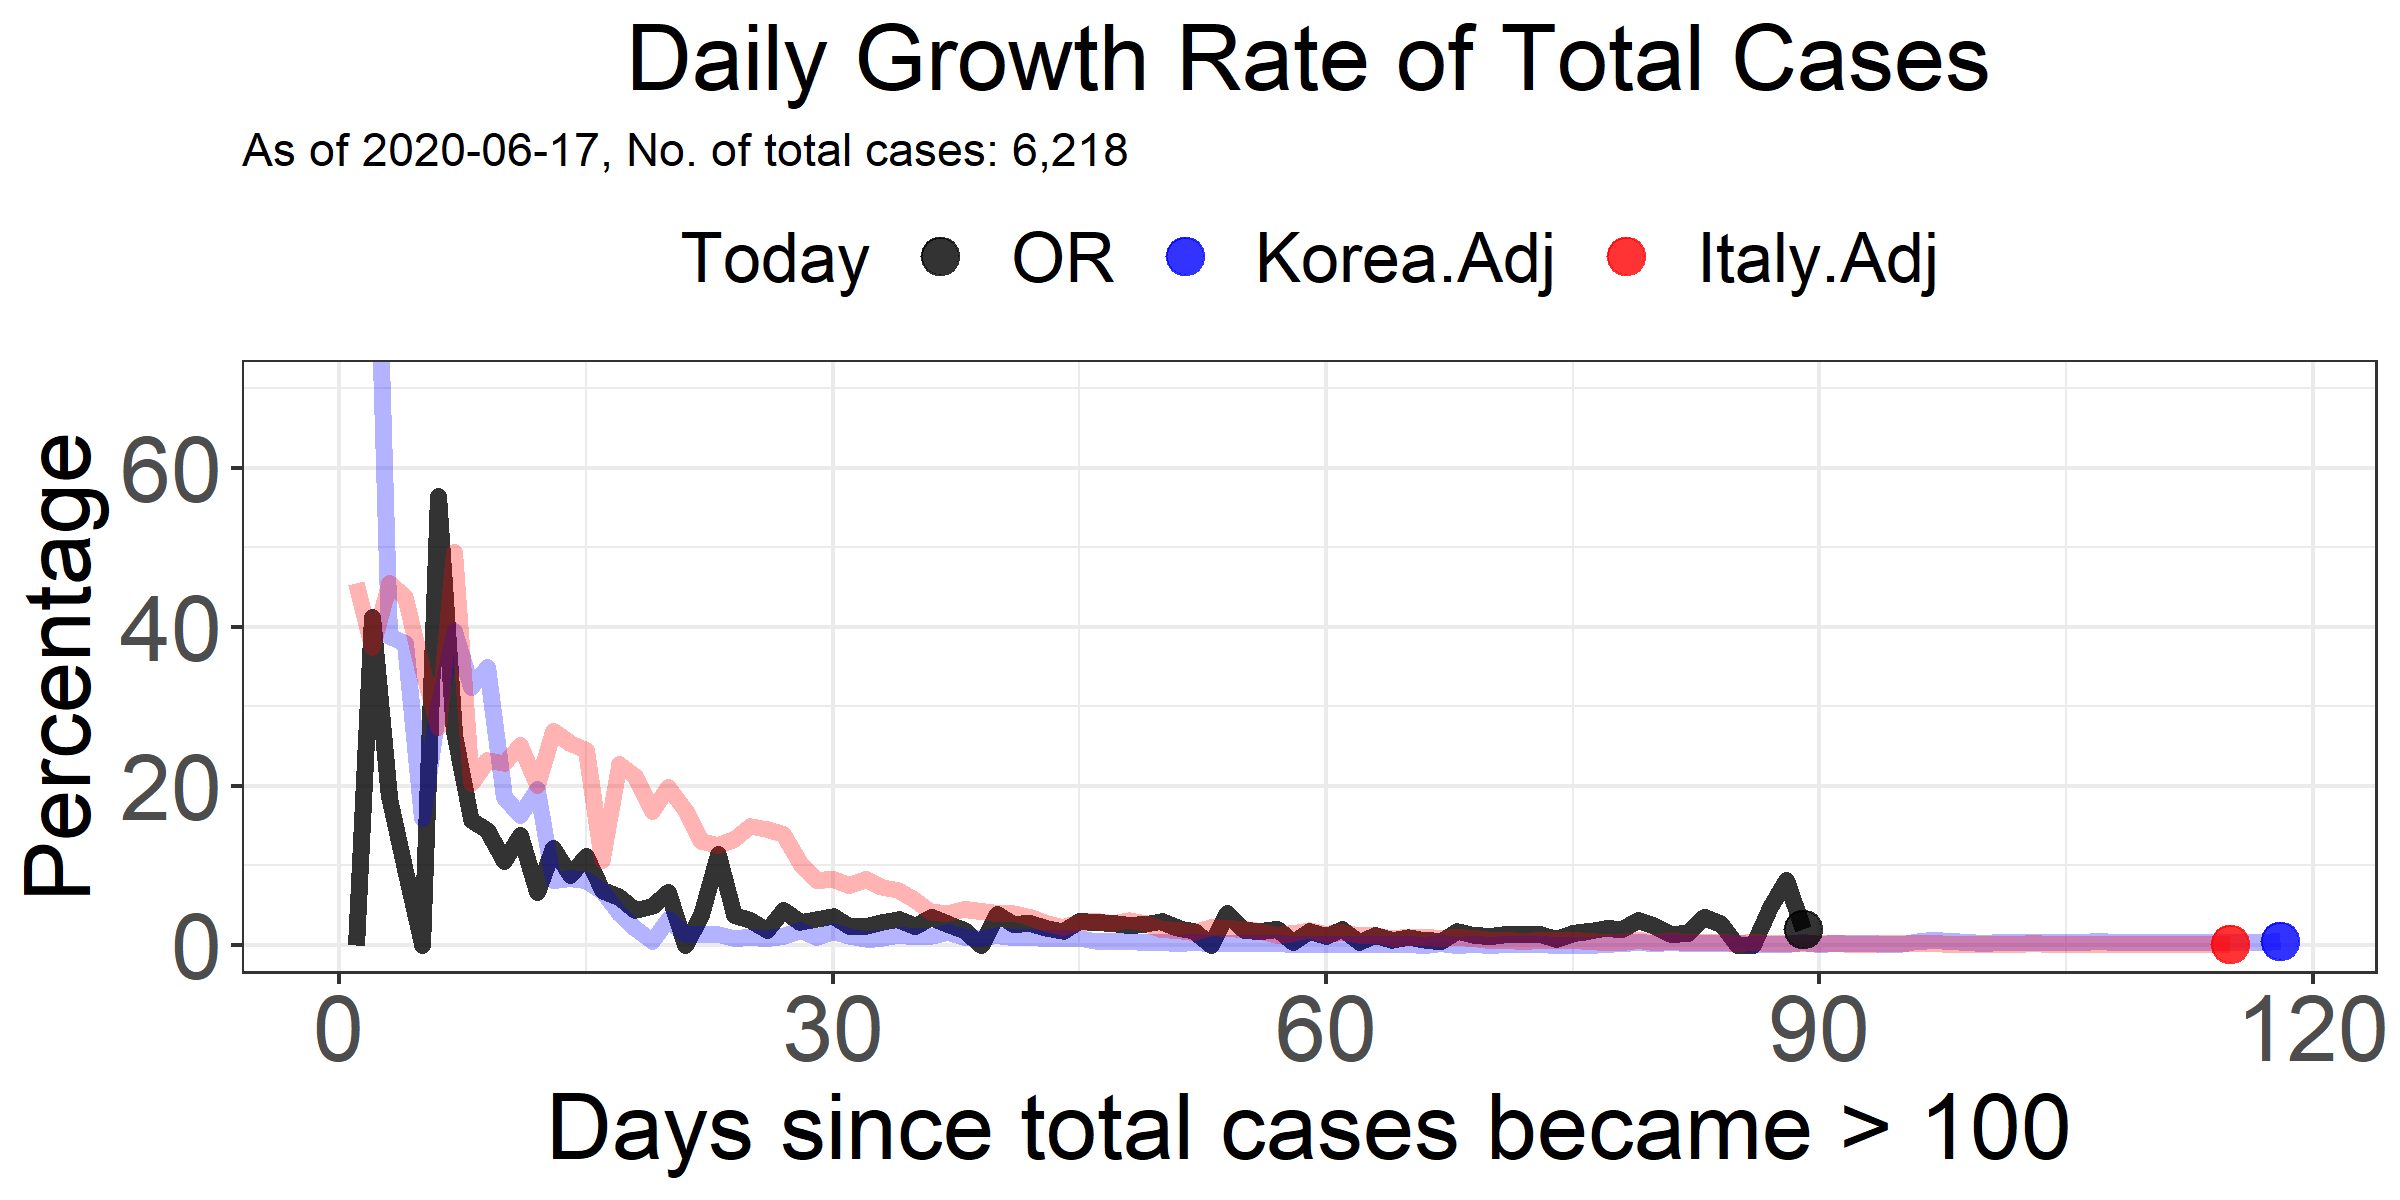 Daily Growth Rate of Total Cases
As of 2020-06-17, No. of total cases: 6,218
Today OR Korea.Adj Italy.Adj
Percentage
60
40
20
0
0 30 60 90 120
Days since total cases became > 100